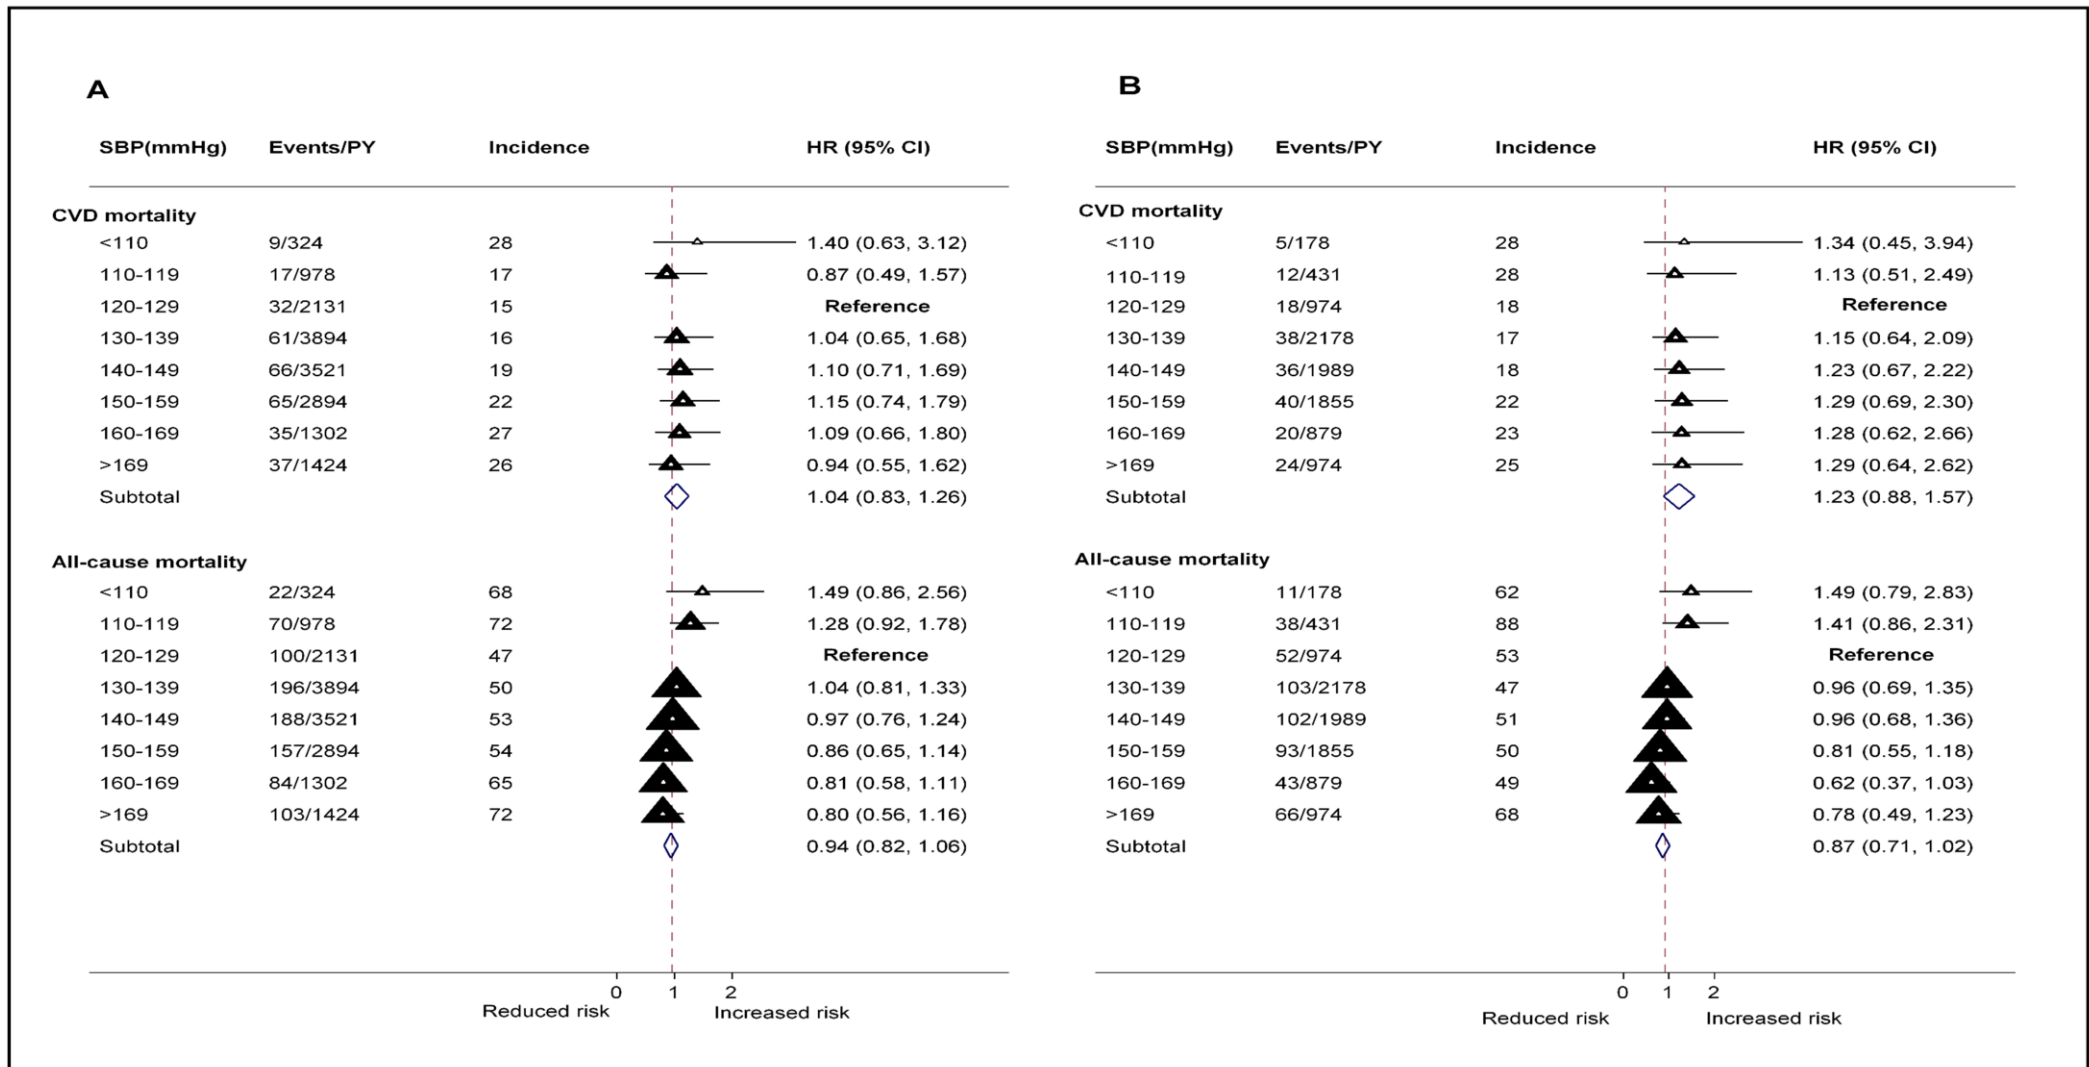 A
SBP(mmHg) Events/PY Incidence HR (95% CI)
CVD mortality
<110 9/324 28 1.40 (0.63, 3.12)
110-119 17/978 17 0.87 (0.49, 1.57)
120-129 32/2131 15 Reference
130-139 61/3894 16 1.04 (0.65, 1.68)
140-149 66/3521 19 1.10 (0.71, 1.69)
150-159 65/2894 22 1.15 (0.74, 1.79)
160-169 35/1302 27 1.09 (0.66, 1.80)
>169 37/1424 26 0.94 (0.55, 1.62)
Subtotal 1.04 (0.83, 1.26)
All-cause mortality
<110 22/324 68 1.49 (0.86, 2.56)
110-119 70/978 72 1.28 (0.92, 1.78)
120-129 100/2131 47 Reference
130-139 196/3894 50 1.04 (0.81, 1.33)
140-149 188/3521 53 0.97 (0.76, 1.24)
150-159 157/2894 54 0.86 (0.65, 1.14)
160-169 84/1302 65 0.81 (0.58, 1.11)
>169 103/1424 72 0.80 (0.56, 1.16)
Subtotal 0.94 (0.82, 1.06)
0 1 2
Reduced risk Increased risk
B
SBP(mmHg) Events/PY Incidence HR (95% CI)
CVD mortality
<110 5/178 28 1.34 (0.45, 3.94)
110-119 12/431 28 1.13 (0.51, 2.49)
120-129 18/974 18 Reference
130-139 38/2178 17 1.15 (0.64, 2.09)
140-149 36/1989 18 1.23 (0.67, 2.22)
150-159 40/1855 22 1.29 (0.69, 2.30)
160-169 20/879 23 1.28 (0.62, 2.66)
>169 24/974 25 1.29 (0.64, 2.62)
Subtotal 1.23 (0.88, 1.57)
All-cause mortality
<110 11/178 62 1.49 (0.79, 2.83)
110-119 38/431 88 1.41 (0.86, 2.31)
120-129 52/974 53 Reference
130-139 103/2178 47 0.96 (0.69, 1.35)
140-149 102/1989 51 0.96 (0.68, 1.36)
150-159 93/1855 50 0.81 (0.55, 1.18)
160-169 43/879 49 0.62 (0.37, 1.03)
>169 66/974 68 0.78 (0.49, 1.23)
Subtotal 0.87 (0.71, 1.02)
0 1 2
Reduced risk Increased risk